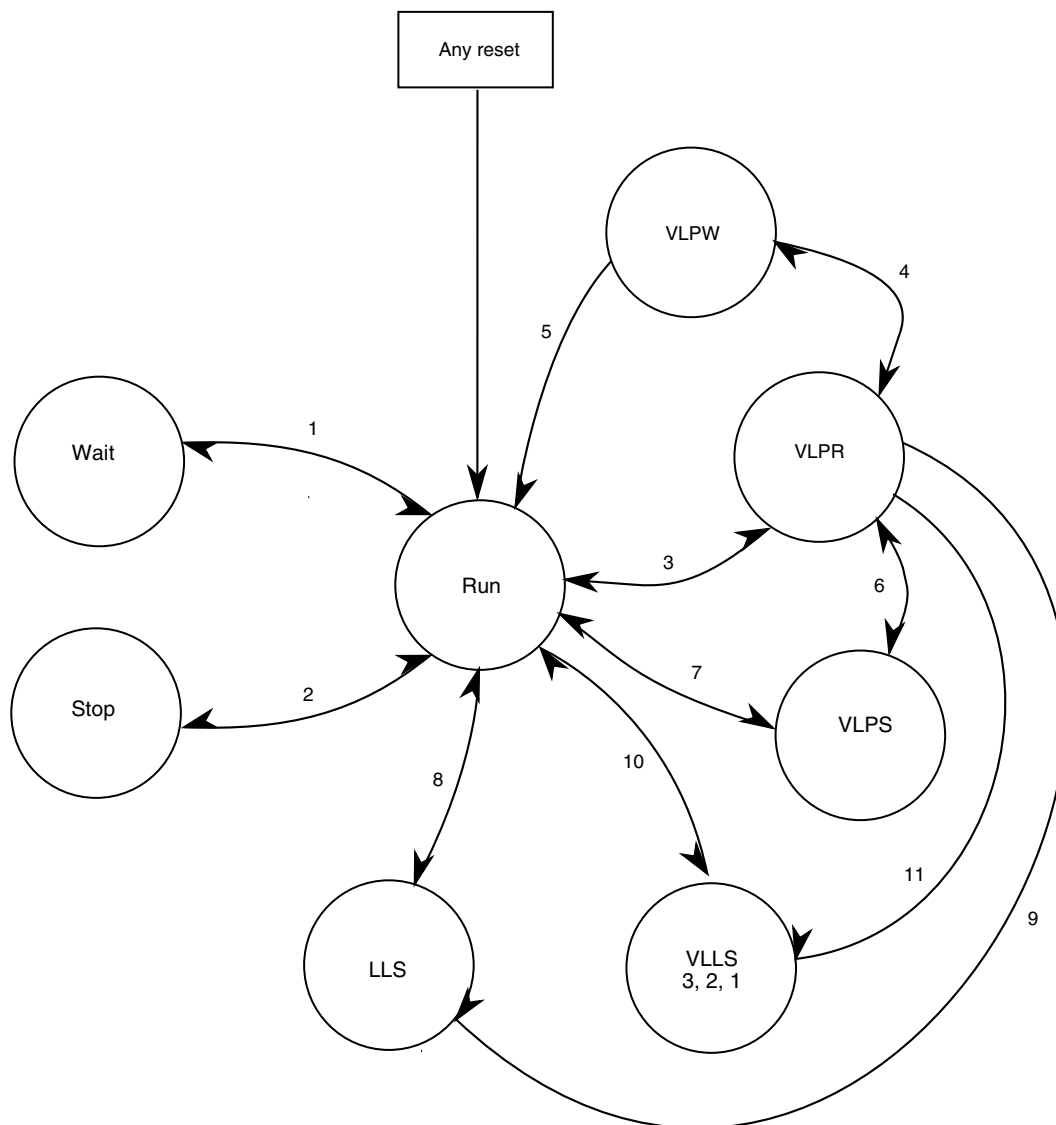 Any reset
VLPW
4
5
1
Wait
VLPR
3
Run
6
7
Stop
2
VLPS
10
8
11
9
LLS
VLLS
3, 2, 1